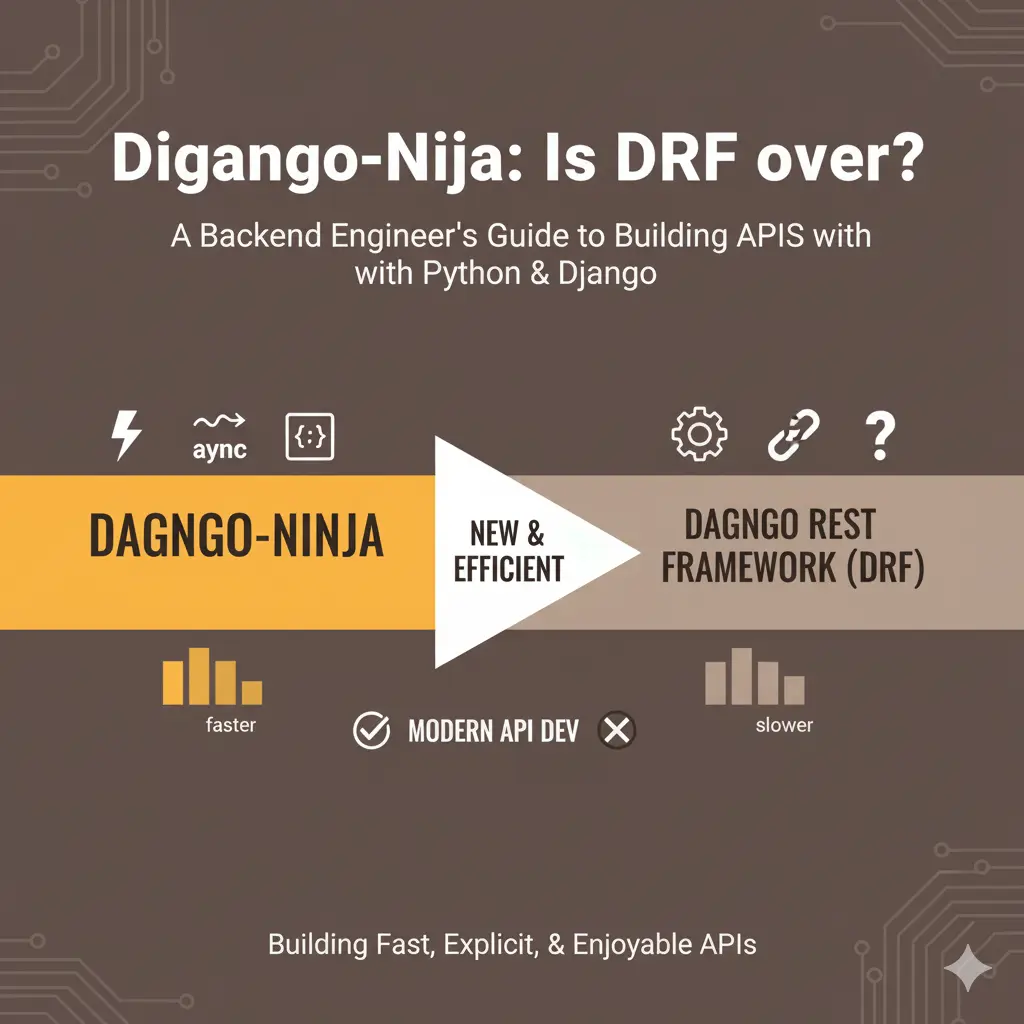 Digango-Nija: Is DRF over?
A Backend Engineer's Guide to Building APIS with
with Python & Django
aync
{:}
?
DAGNGO-NINJA
NEW &
EFFICIENT
DAGNGO REST
FRAMEWORK (DRF)
faster
slower
MODERN API DEV
Building Fast, Explicit, & Enjoyable APIs